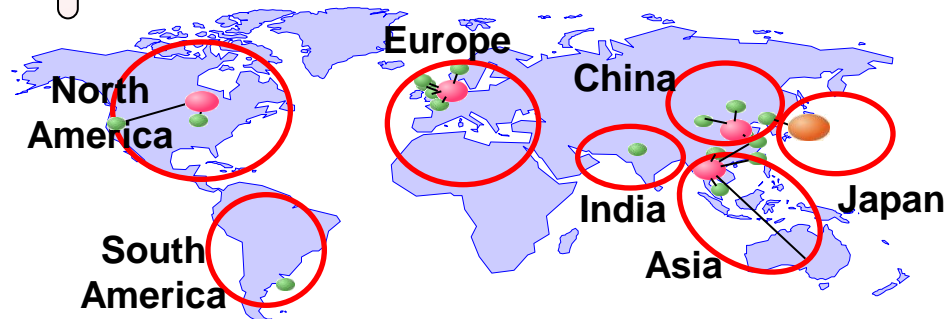 Europe
China
North
America
India
Japan
South
America
Asia